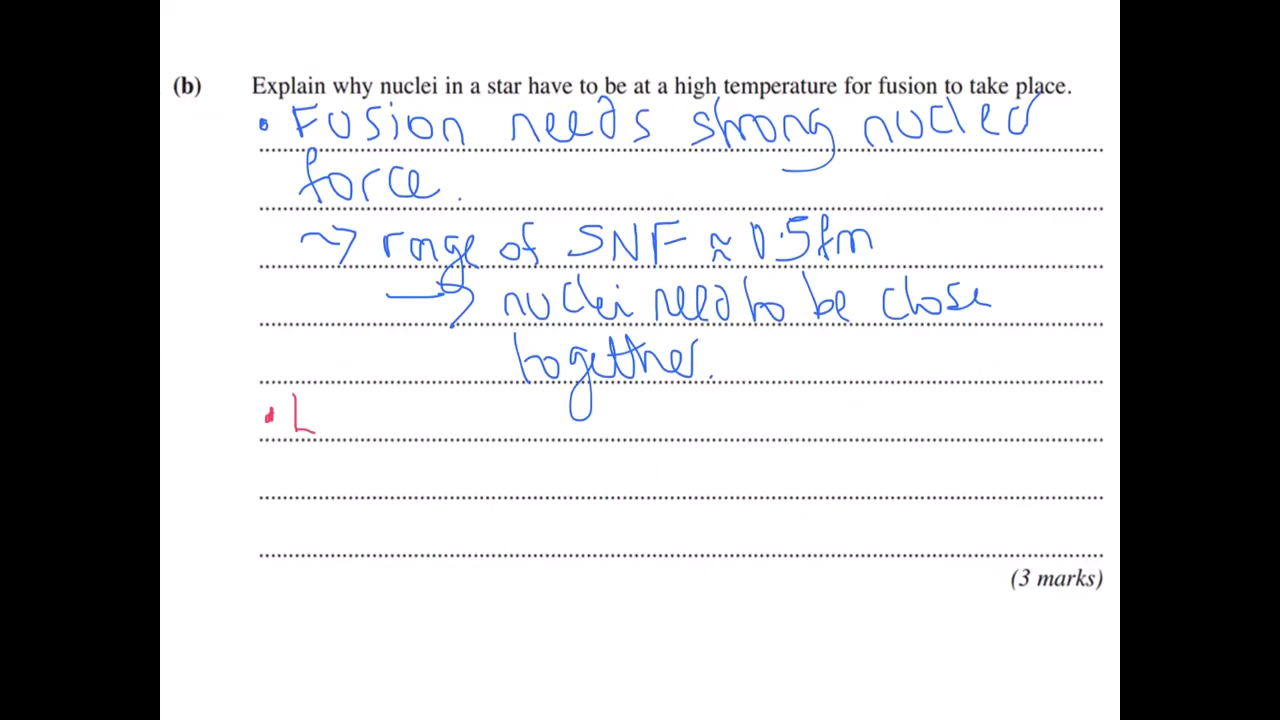 (b) Explain why nuclei in a star have to be at a high temperature for fusion to take place.
• Fusion needs strong nuclear
force.
~> range of SNF ≈ 0.5fm
→ nuclei need to be close
together.
• L
(3 marks)